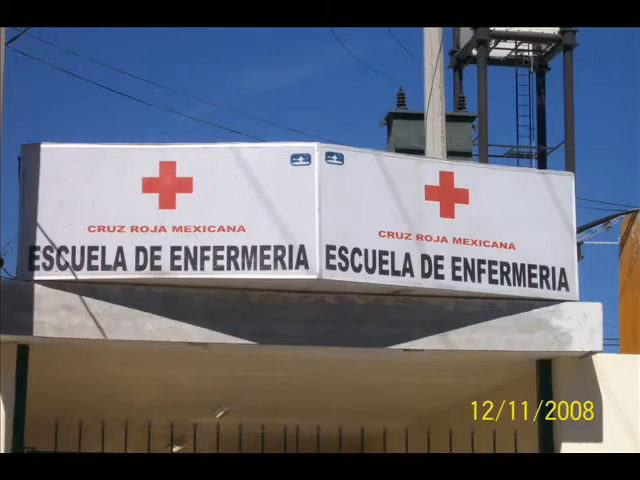 CRUZ ROJA MEXICANA
ESCUELA DE ENFERMERIA
CRUZ ROJA MEXICANA
ESCUELA DE ENFERMERIA
12/11/2008